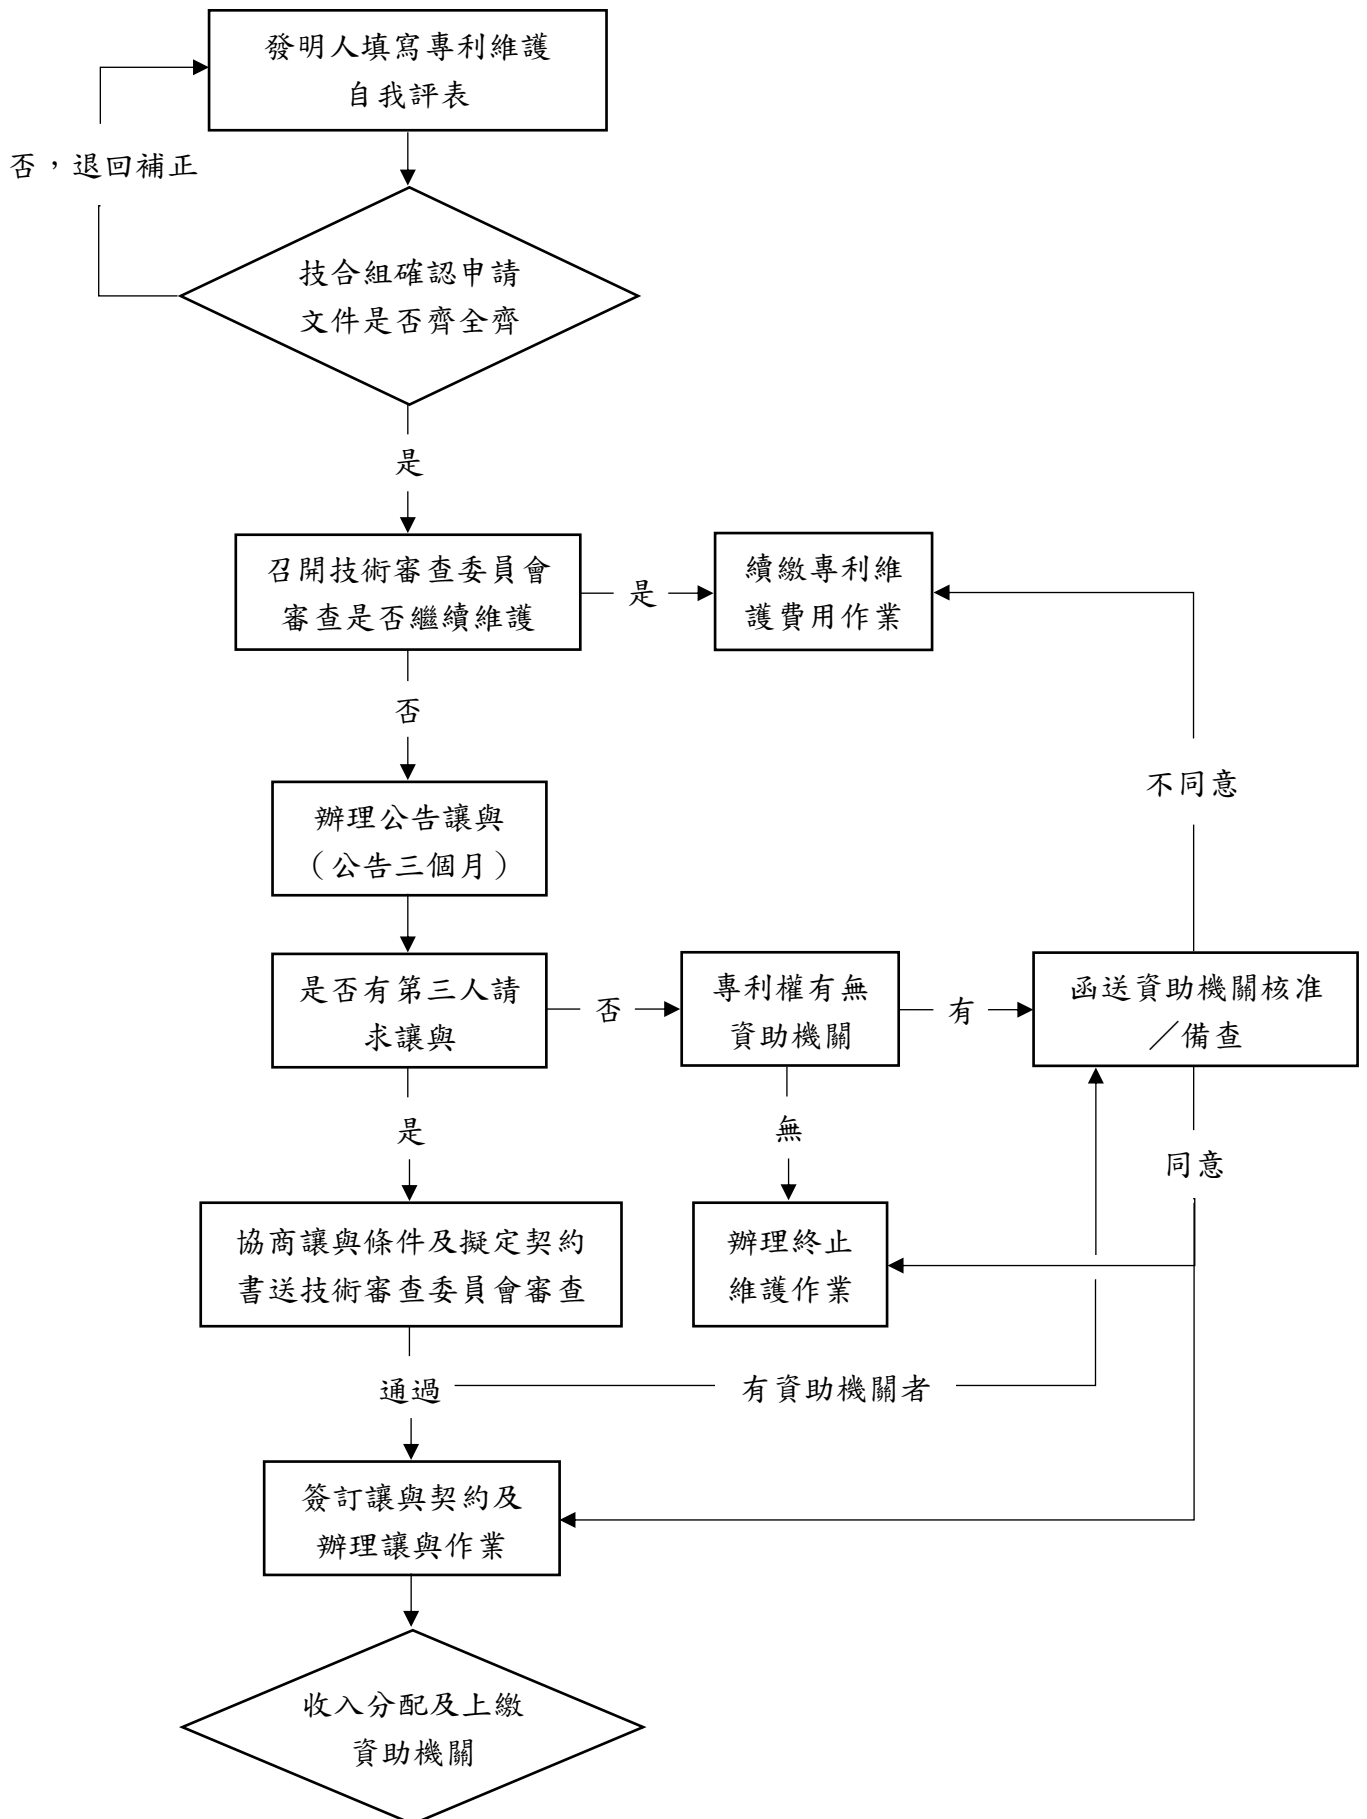 發明人填寫專利維護
自我評表
否，退回補正
技合組確認申請
文件是否齊全齊
是
召開技術審查委員會
審查是否繼續維護
是
續繳專利維
護費用作業
否
不同意
辦理公告讓與
（公告三個月）
是否有第三人請
求讓與
否
專利權有無
資助機關
有
函送資助機關核准
／備查
是
無
同意
協商讓與條件及擬定契約
書送技術審查委員會審查
辦理終止
維護作業
通過
有資助機關者
簽訂讓與契約及
辦理讓與作業
收入分配及上繳
資助機關